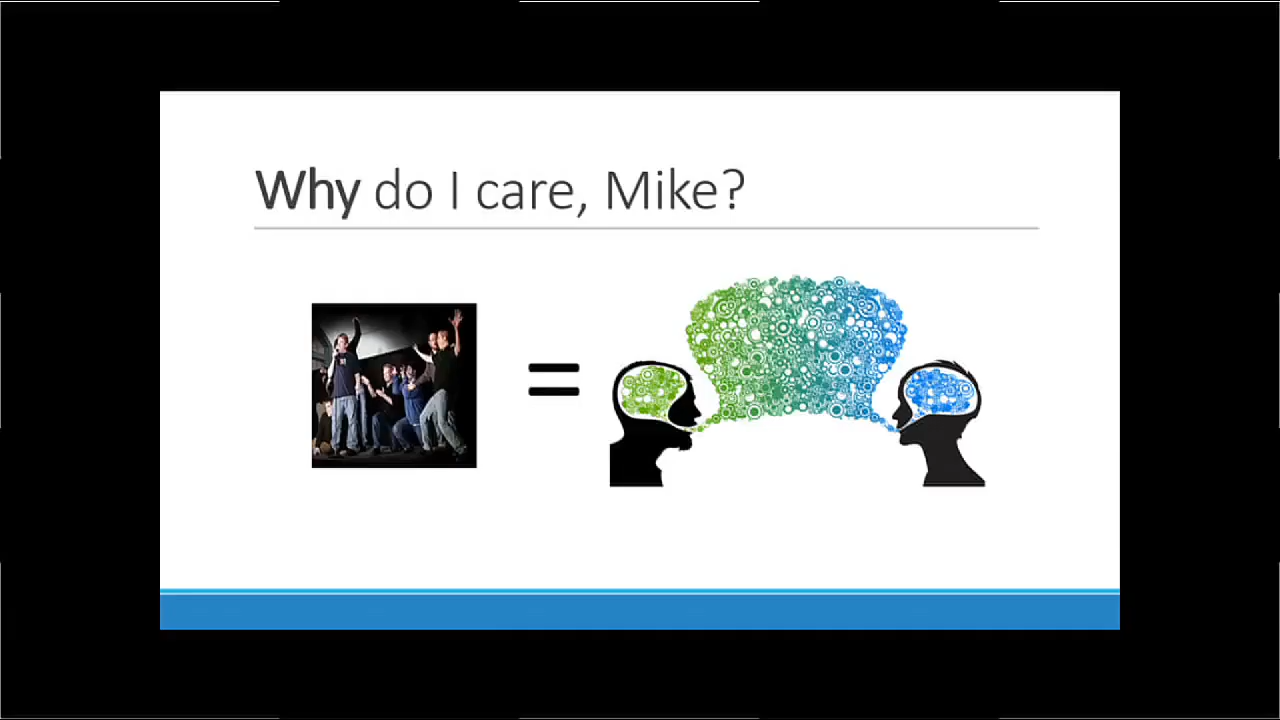 Why do I care, Mike?
=